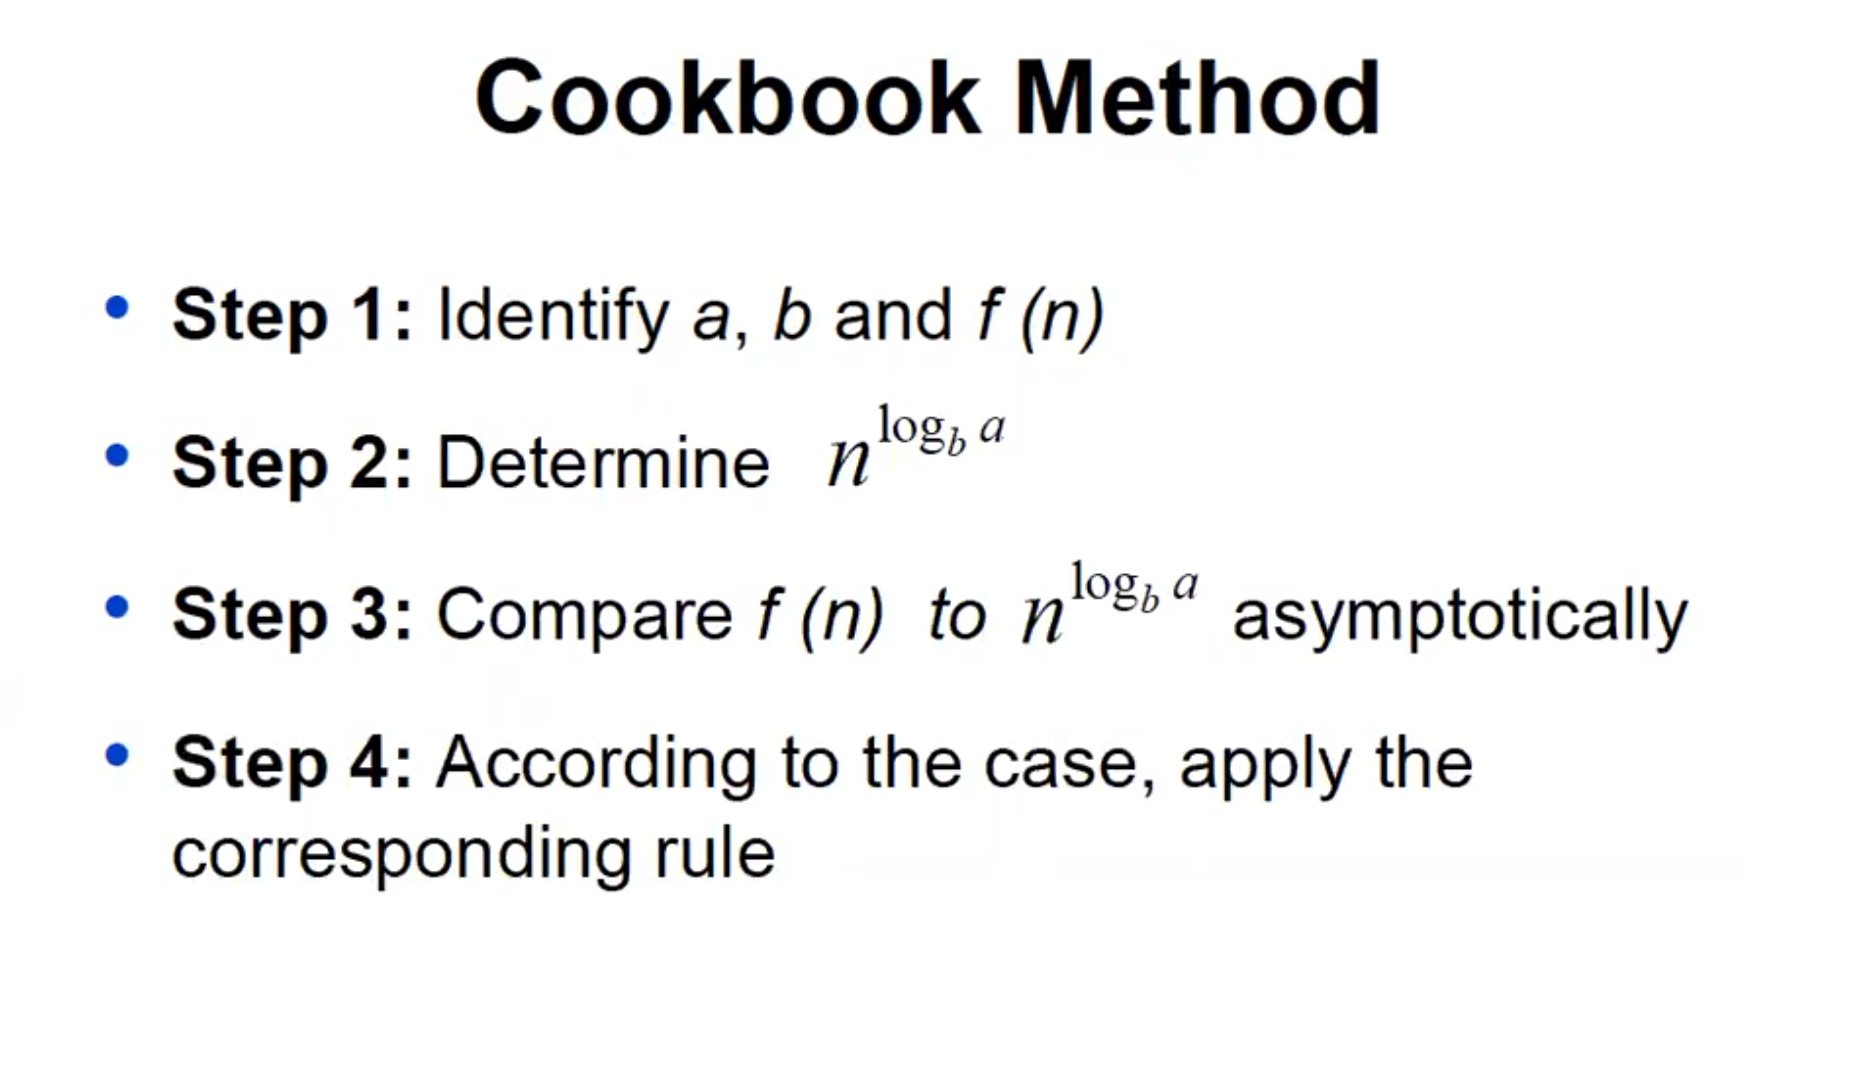 Cookbook Method
• Step 1: Identify a, b and f (n)
• Step 2: Determine n^{log_b a}
• Step 3: Compare f (n) to n^{log_b a} asymptotically
• Step 4: According to the case, apply the
corresponding rule